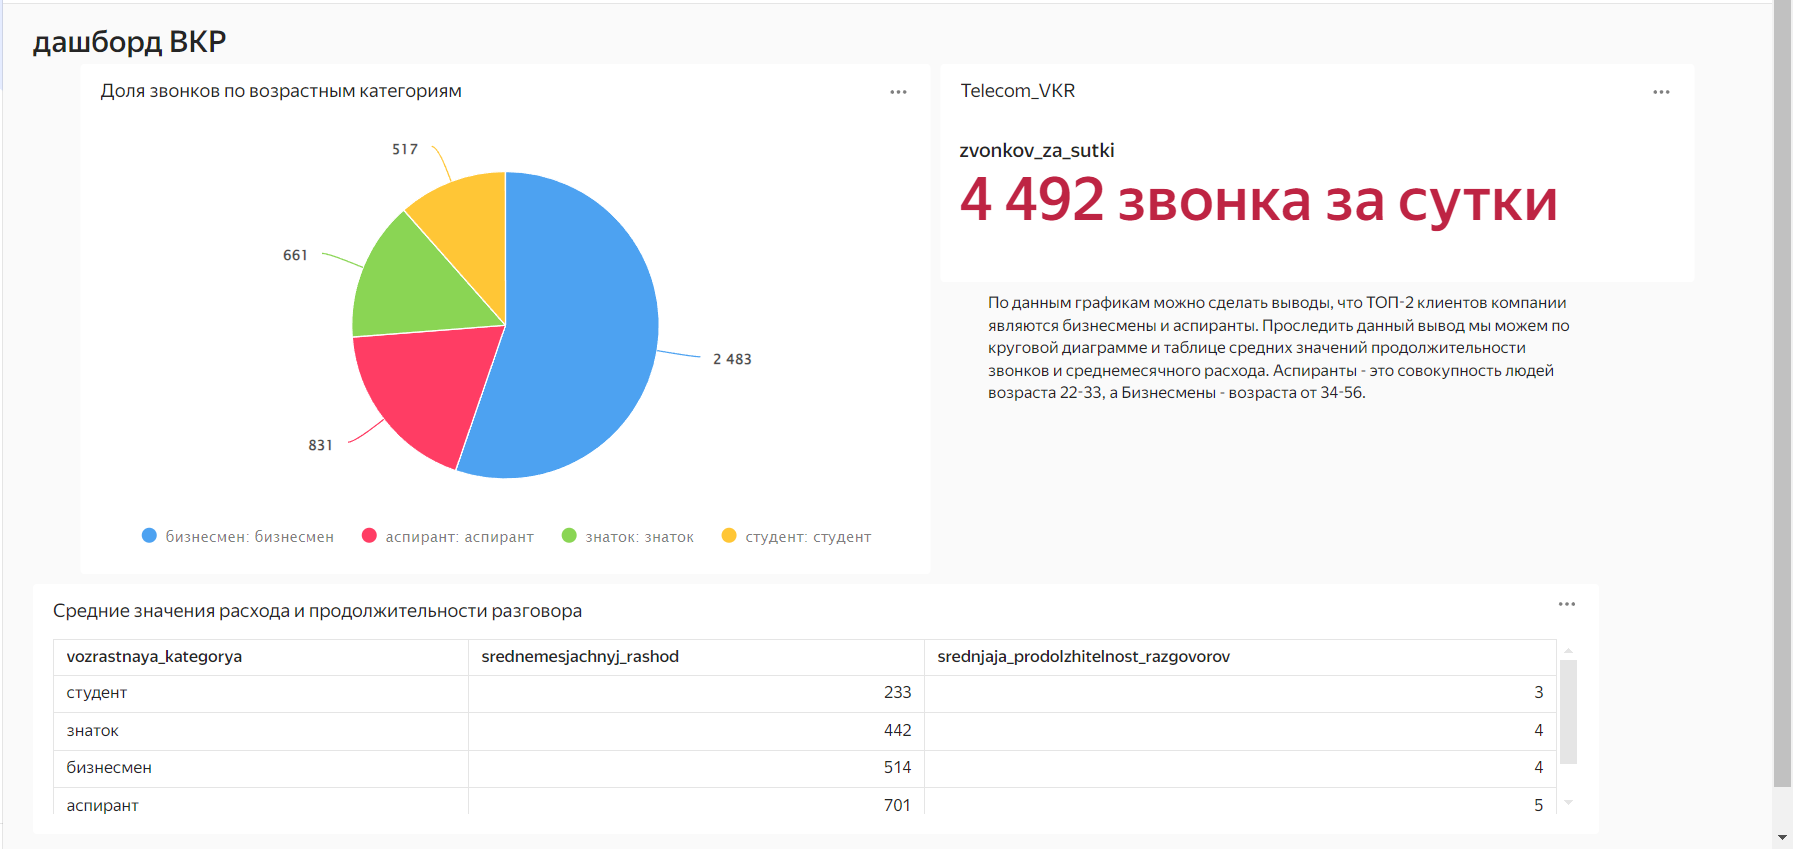 дашборд ВКР
Доля звонков по возрастным категориям
517
661
2 483
831
бизнесмен: бизнесмен аспирант: аспирант знаток: знаток студент: студент
Telecom_VKR
zvonkov_za_sutki
4 492 звонка за сутки
По данным графикам можно сделать выводы, что ТОП-2 клиентов компании
являются бизнесмены и аспиранты. Проследить данный вывод мы можем по
круговой диаграмме и таблице средних значений продолжительности
звонков и среднемесячного расхода. Аспиранты - это совокупность людей
возраста 22-33, а Бизнесмены - возраста от 34-56.
Средние значения расхода и продолжительности разговора
vozrastnaya_kategorya srednemesjachnyj_rashod srednjaja_prodolzhitelnost_razgovorov
студент 233 3
знаток 442 4
бизнесмен 514 4
аспирант 701 5